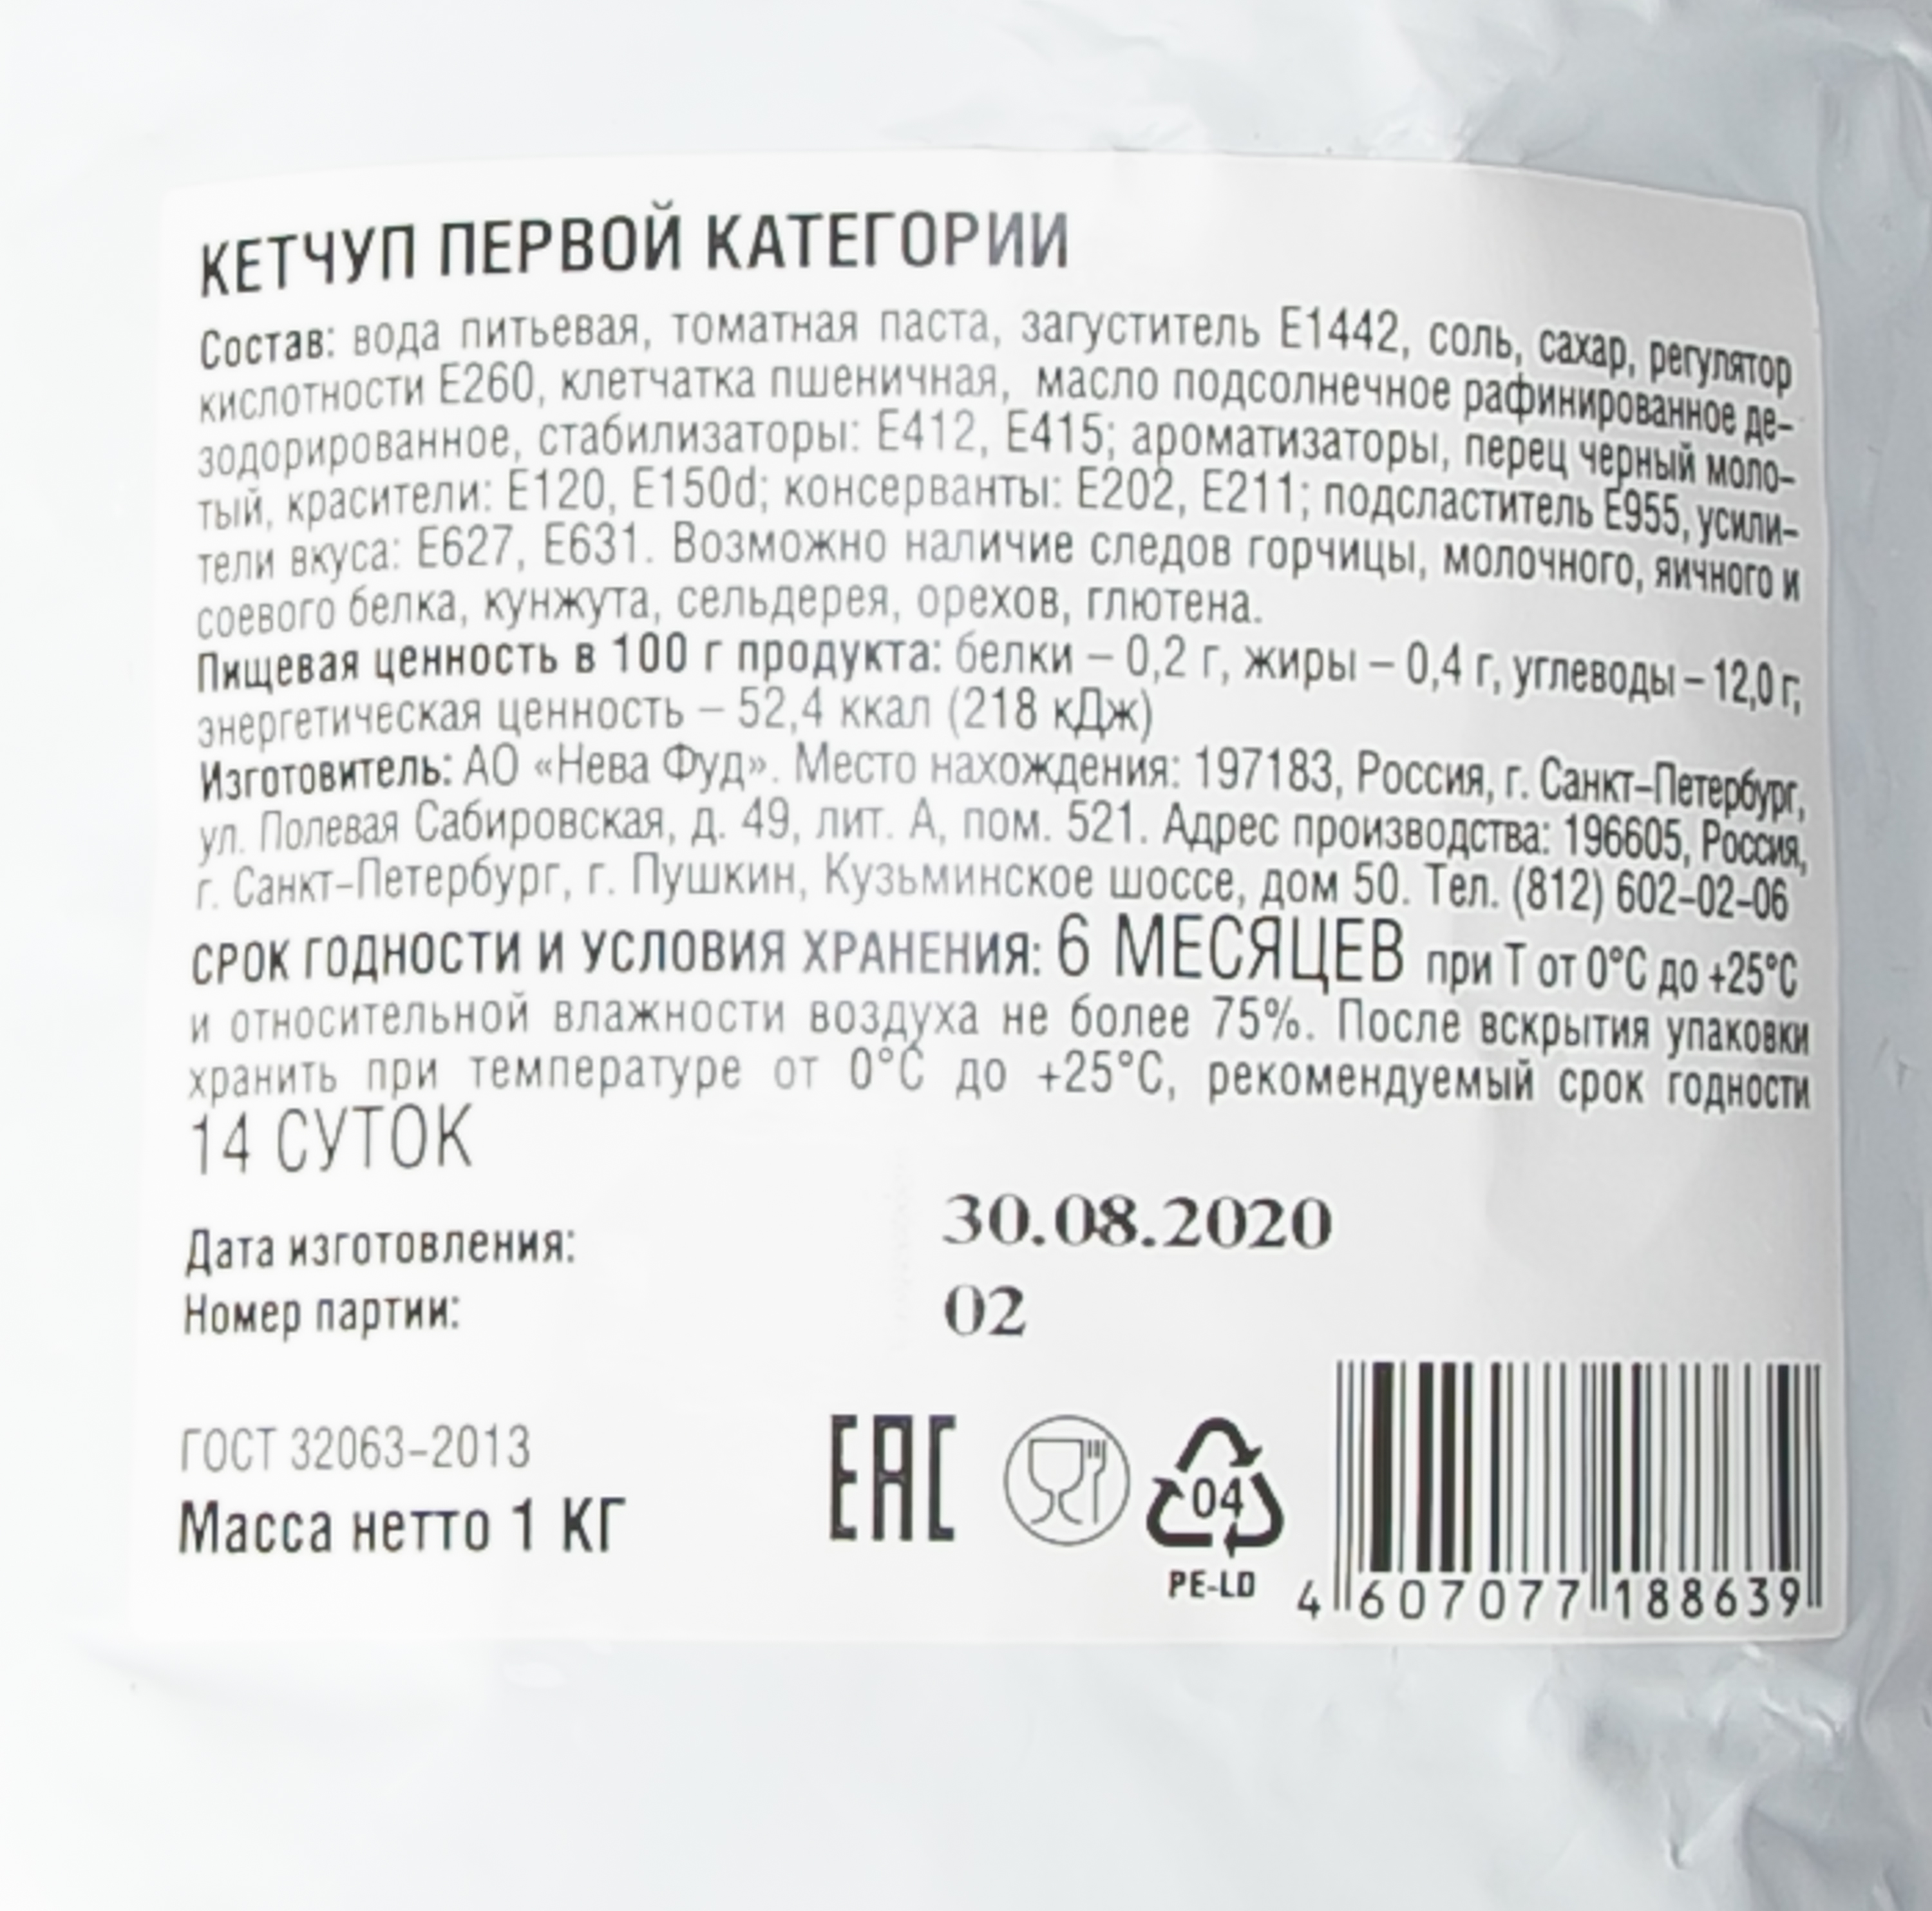 КЕТЧУП ПЕРВОЙ КАТЕГОРИИ
Состав: вода питьевая, томатная паста, загуститель Е1442, соль, сахар, регулятор
кислотности Е260, клетчатка пшеничная, масло подсолнечное рафинированное де-
зодорированное, стабилизаторы: Е412, Е415; ароматизаторы, перец черный моло-
тый, красители: Е120, Е150d; консерванты: Е202, Е211; подсластитель Е955, усили-
тели вкуса: Е627, Е631. Возможно наличие следов горчицы, молочного, яичного и
соевого белка, кунжута, сельдерея, орехов, глютена.
Пищевая ценность в 100 г продукта: белки – 0,2 г, жиры – 0,4 г, углеводы – 12,0 г;
энергетическая ценность – 52,4 ккал (218 кДж)
Изготовитель: АО «Нева Фуд». Место нахождения: 197183, Россия, г. Санкт-Петербург,
ул. Полевая Сабировская, д. 49, лит. А, пом. 521. Адрес производства: 196605, Россия,
г. Санкт-Петербург, г. Пушкин, Кузьминское шоссе, дом 50. Тел. (812) 602-02-06
СРОК ГОДНОСТИ И УСЛОВИЯ ХРАНЕНИЯ: 6 МЕСЯЦЕВ при Т от 0°С до +25°С
и относительной влажности воздуха не более 75%. После вскрытия упаковки
хранить при температуре от 0°С до +25°С, рекомендуемый срок годности
14 СУТОК
Дата изготовления: 30.08.2020
Номер партии: 02
ГОСТ 32063-2013
Масса нетто 1 КГ
ЕАС
04
PE-LD
4 607077 188639